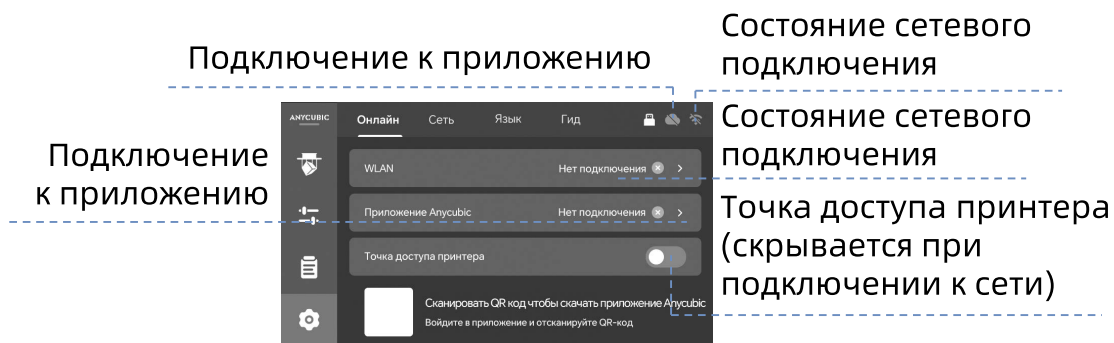 Состояние сетевого
подключения
Подключение к приложению
Состояние сетевого
подключения
Подключение
к приложению
Точка доступа принтера
(скрывается при
подключении к сети)
ANYCUBIC
Онлайн Сеть Язык Гид
WLAN Нет подключения
Приложение Anycubic Нет подключения
Точка доступа принтера
Сканировать QR код чтобы скачать приложение Anycubic
Войдите в приложение и отсканируйте QR-код